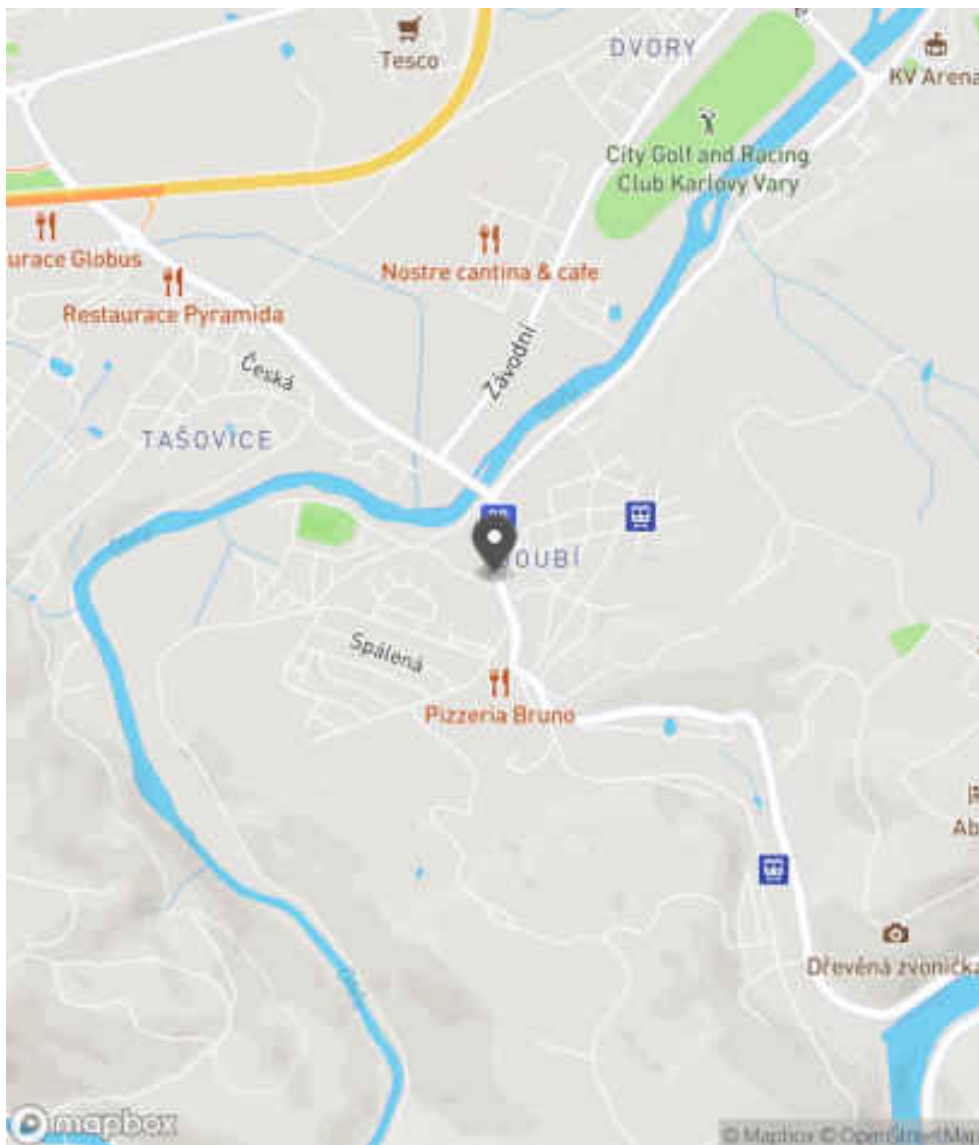 Tesco
DVORY
KV Arena
City Golf and Racing
Club Karlovy Vary
urace Globus
Nostre cantina & cafe
Restaurace Pyramida
Česká
Závodní
TAŠOVICE
OUBÍ
Spálená
Pizzeria Bruno
Ab
Dřevěná zvonička
mapbox
© Mapbox © OpenStreetMap